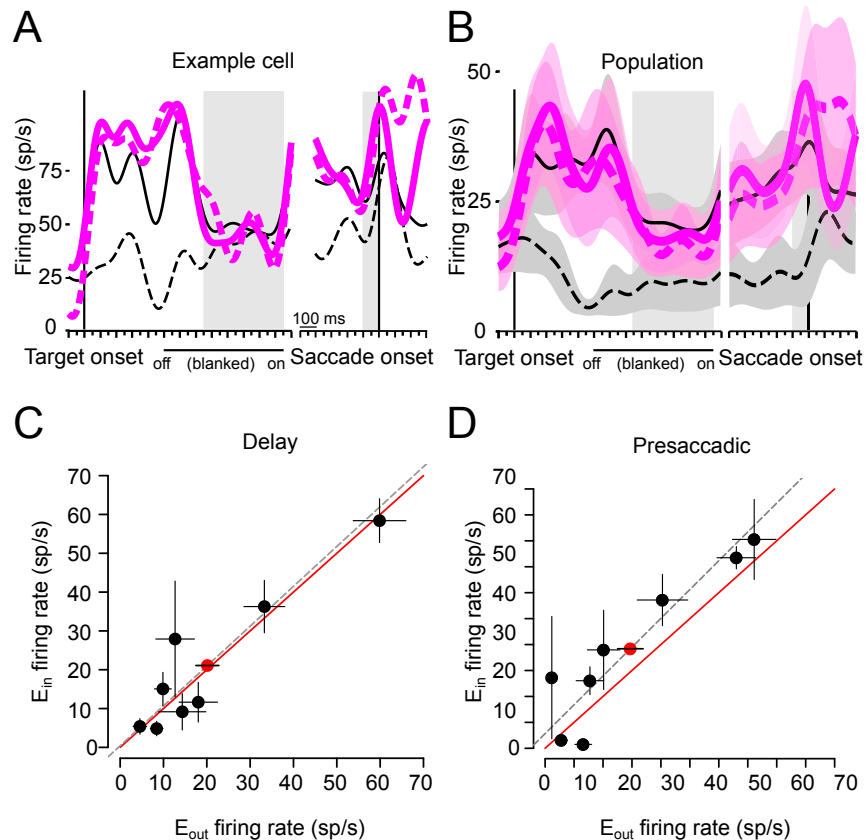 A
Example cell
Firing rate (sp/s)
75
50
25
0
100 ms
Target onset
off (blanked) on
Saccade onset
B
Population
Firing rate (sp/s)
50
25
0
Target onset
off (blanked) on
Saccade onset
C
Delay
E_in firing rate (sp/s)
70
60
50
40
30
20
10
0
0 10 20 30 40 50 60 70
E_out firing rate (sp/s)
D
Presaccadic
E_in firing rate (sp/s)
70
60
50
40
30
20
10
0
0 10 20 30 40 50 60 70
E_out firing rate (sp/s)